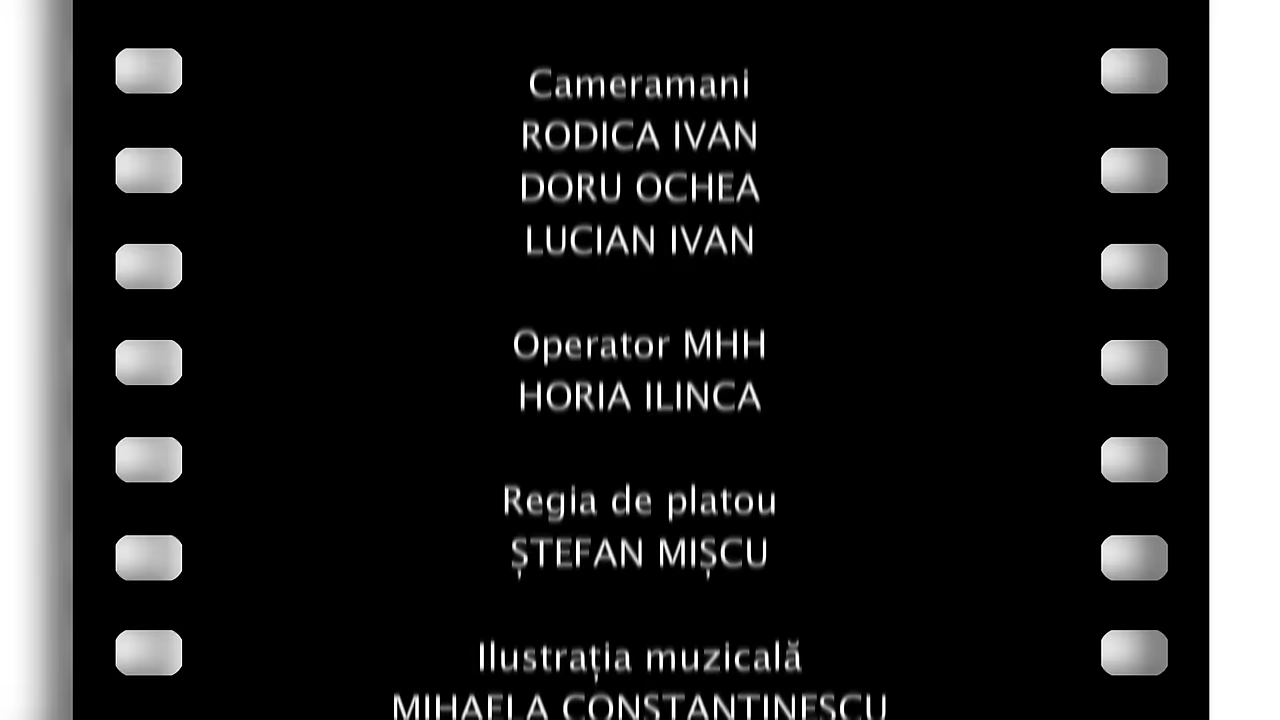 Cameramani
RODICA IVAN
DORU OCHEA
LUCIAN IVAN
Operator MHH
HORIA ILINCA
Regia de platou
ȘTEFAN MIȘCU
Ilustrația muzicală
MIHAELA CONSTANTINESCU